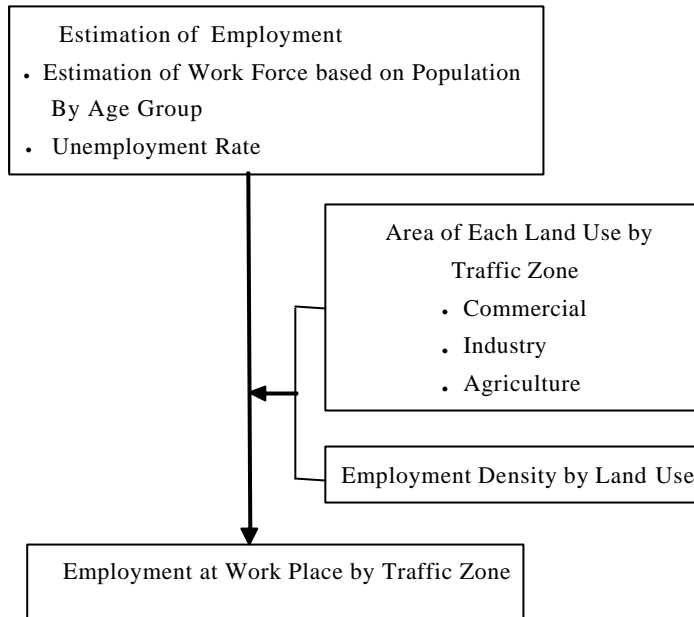 Estimation of Employment
• Estimation of Work Force based on Population
By Age Group
• Unemployment Rate
Area of Each Land Use by
Traffic Zone
• Commercial
• Industry
• Agriculture
Employment Density by Land Use
Employment at Work Place by Traffic Zone